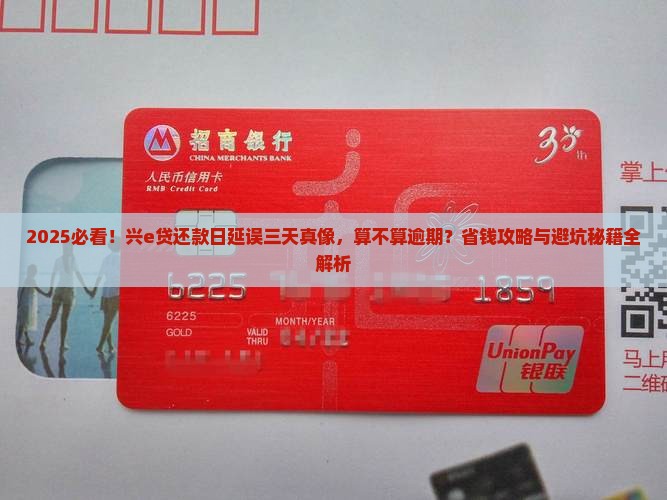 招商银行
CHINA MERCHANTS BANK
30th
人民币信用卡
RMB Credit Card
掌上
2025必看！兴e贷还款日延误三天真像，算不算逾期？省钱攻略与避坑秘籍全
解析
6225
1859
6225
GOLD
VALID
THRU
MONTH/YEAR
UnionPay
银联
马上用
二维码